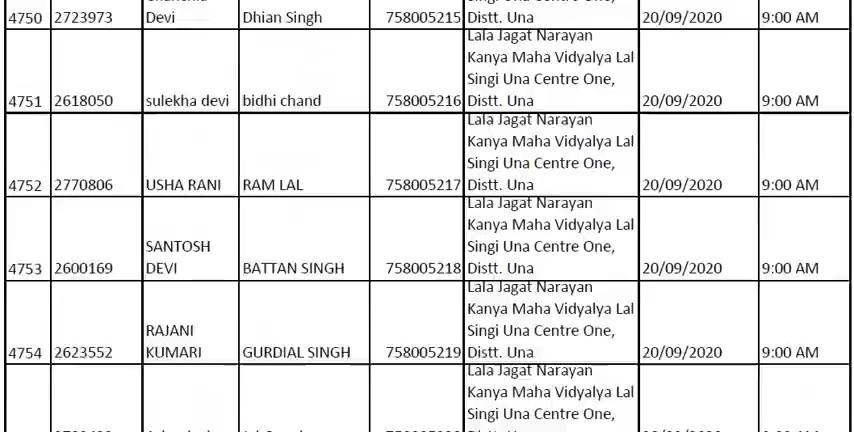 Singi Una Centre One,
4750 2723973 Devi Dhian Singh 758005215 Distt. Una 20/09/2020 9:00 AM
Lala Jagat Narayan
Kanya Maha Vidyalya Lal
Singi Una Centre One,
4751 2618050 sulekha devi bidhi chand 758005216 Distt. Una 20/09/2020 9:00 AM
Lala Jagat Narayan
Kanya Maha Vidyalya Lal
Singi Una Centre One,
4752 2770806 USHA RANI RAM LAL 758005217 Distt. Una 20/09/2020 9:00 AM
Lala Jagat Narayan
Kanya Maha Vidyalya Lal
SANTOSH Singi Una Centre One,
4753 2600169 DEVI BATTAN SINGH 758005218 Distt. Una 20/09/2020 9:00 AM
Lala Jagat Narayan
Kanya Maha Vidyalya Lal
RAJANI Singi Una Centre One,
4754 2623552 KUMARI GURDIAL SINGH 758005219 Distt. Una 20/09/2020 9:00 AM
Lala Jagat Narayan
Kanya Maha Vidyalya Lal
Singi Una Centre One,